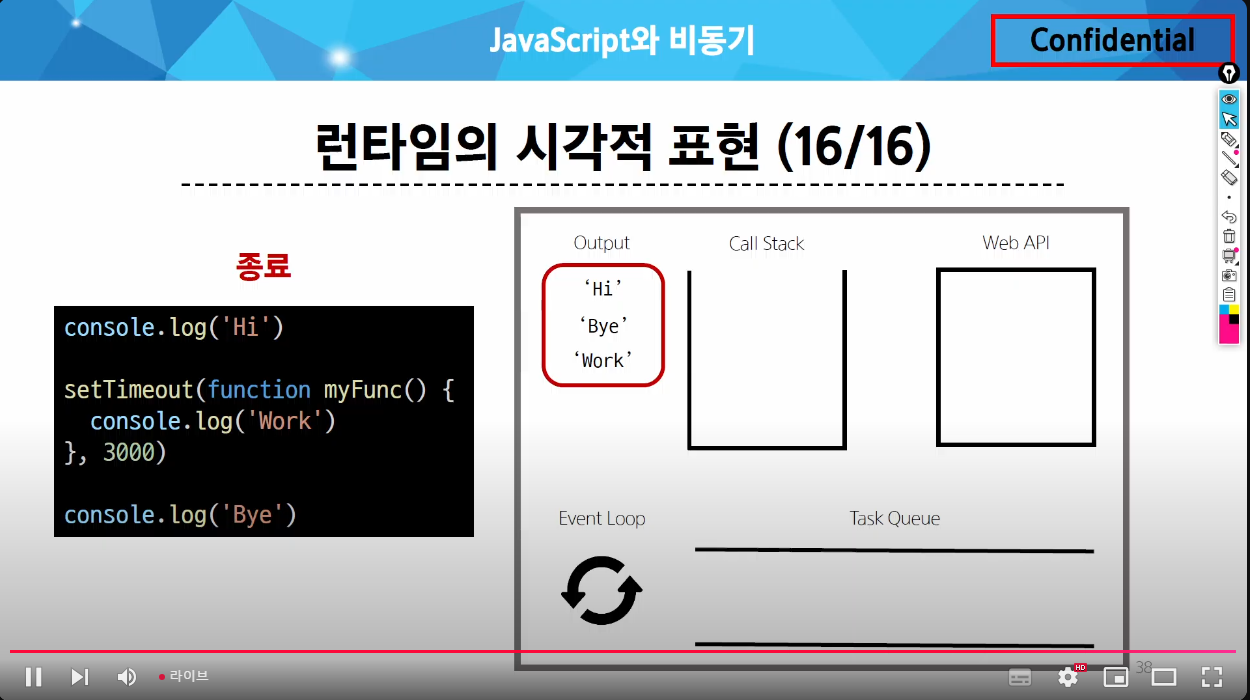 JavaScript와 비동기
Confidential
런타임의 시각적 표현 (16/16)
종료
console.log('Hi')
setTimeout(function myFunc() {
  console.log('Work')
}, 3000)
console.log('Bye')
Output
‘Hi’
‘Bye’
‘Work’
Call Stack
Web API
Event Loop
Task Queue
라이브
HD
38